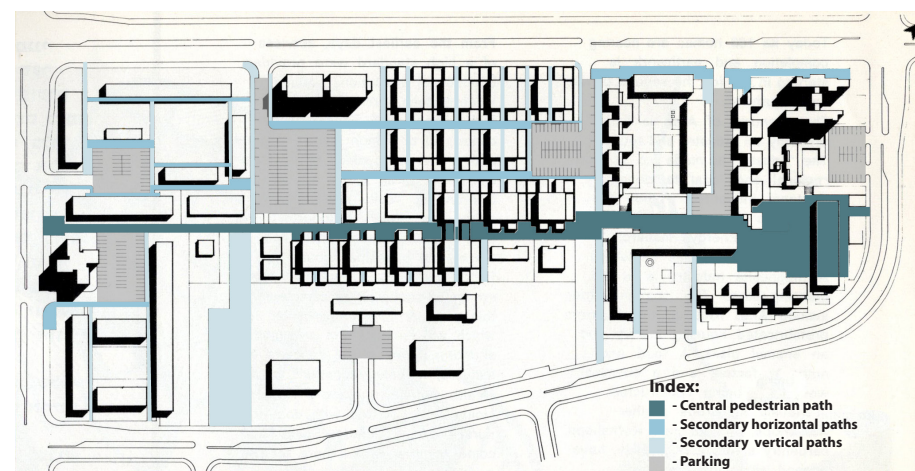 Index:
- Central pedestrian path
- Secondary horizontal paths
- Secondary vertical paths
- Parking